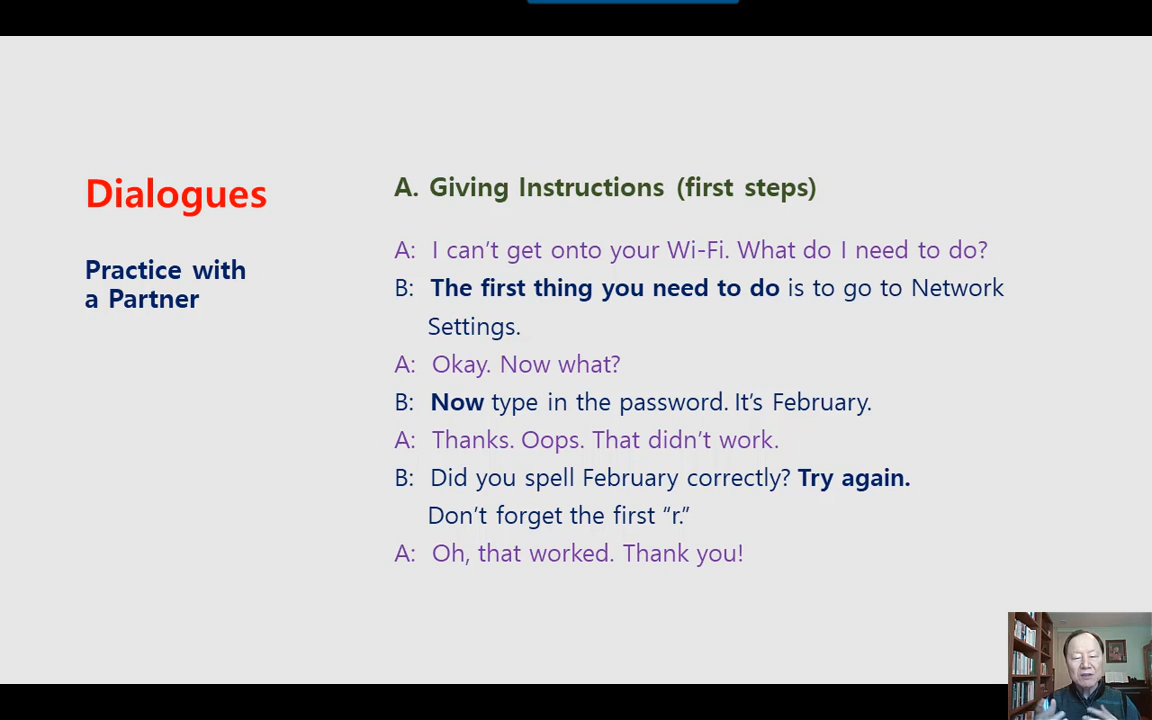 Dialogues
Practice with
a Partner
A. Giving Instructions (first steps)
A: I can't get onto your Wi-Fi. What do I need to do?
B: The first thing you need to do is to go to Network
Settings.
A: Okay. Now what?
B: Now type in the password. It's February.
A: Thanks. Oops. That didn't work.
B: Did you spell February correctly? Try again.
Don't forget the first “r.”
A: Oh, that worked. Thank you!